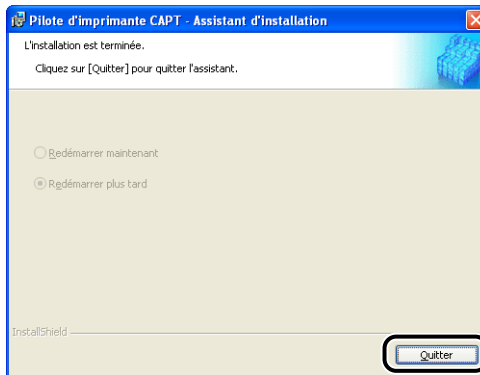 Pilote d'imprimante CAPT - Assistant d'installation
L'installation est terminée.
Cliquez sur [Quitter] pour quitter l'assistant.
Redémarrer maintenant
Redémarrer plus tard
InstallShield
Quitter